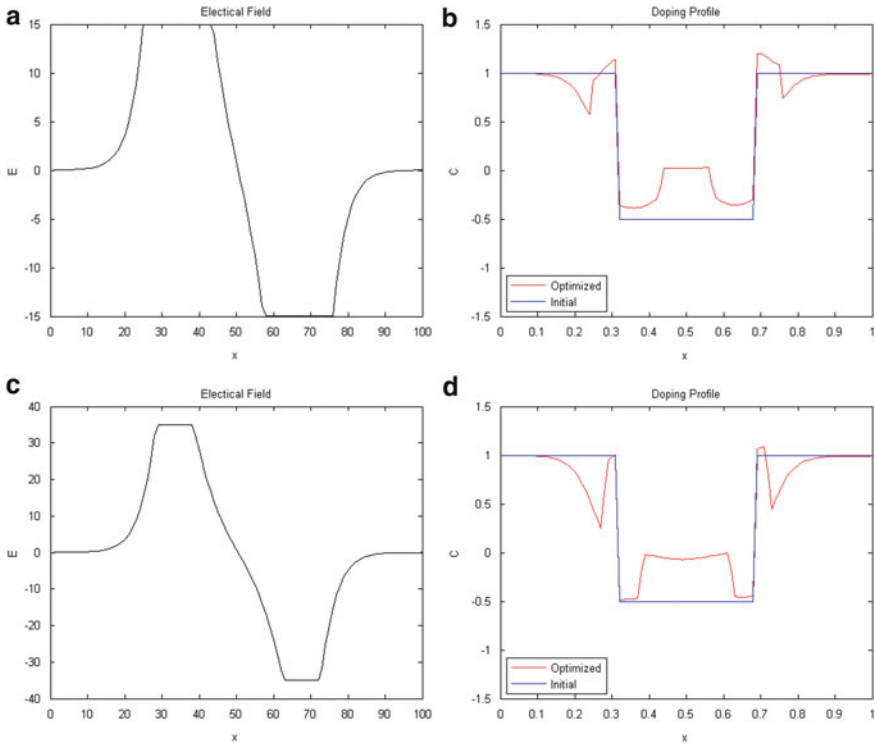 a
Electical Field
15
10
5
0
-5
-10
-15
E
0 10 20 30 40 50 60 70 80 90 100
x
b
Doping Profile
1.5
1
0.5
0
-0.5
-1
-1.5
C
Optimized
Initial
0 0.1 0.2 0.3 0.4 0.5 0.6 0.7 0.8 0.9 1
x
c
Electical Field
40
30
20
10
0
-10
-20
-30
-40
E
0 10 20 30 40 50 60 70 80 90 100
x
d
Doping Profile
1.5
1
0.5
0
-0.5
-1
-1.5
C
Optimized
Initial
0 0.1 0.2 0.3 0.4 0.5 0.6 0.7 0.8 0.9 1
x